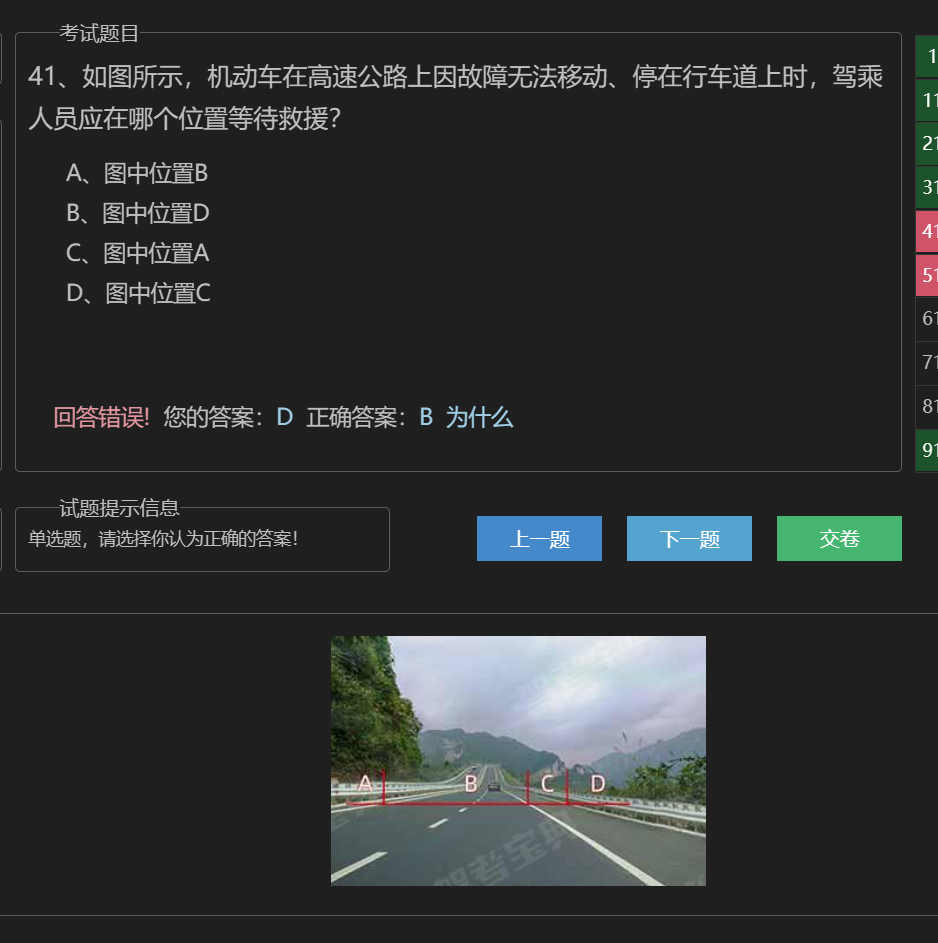 考试题目
41、如图所示，机动车在高速公路上因故障无法移动、停在行车道上时，驾乘
人员应在哪个位置等待救援？
A、图中位置B
B、图中位置D
C、图中位置A
D、图中位置C
回答错误! 您的答案：D 正确答案：B 为什么
试题提示信息
单选题，请选择你认为正确的答案！
上一题 下一题 交卷
1
11
21
31
41
51
61
71
81
91
A B C D
驾考宝典